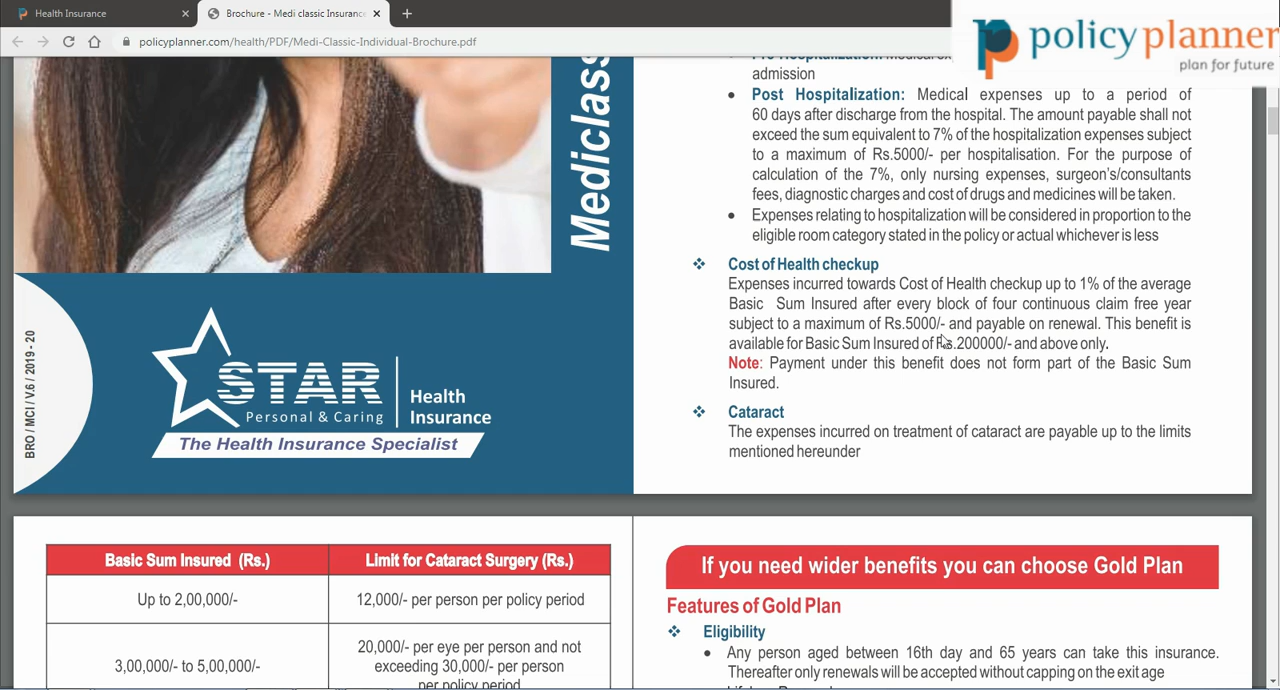 Health Insurance
Brochure - Medi classic Insuranc
policyplanner.com/health/PDF/Medi-Classic-Individual-Brochure.pdf
policy planner
plan for future
Mediclass
BRO / MCI / V.6 / 2019 - 20
STAR
Personal & Caring
Health
Insurance
The Health Insurance Specialist
admission
• Post Hospitalization: Medical expenses up to a period of
60 days after discharge from the hospital. The amount payable shall not
exceed the sum equivalent to 7% of the hospitalization expenses subject
to a maximum of Rs.5000/- per hospitalisation. For the purpose of
calculation of the 7%, only nursing expenses, surgeon's/consultants
fees, diagnostic charges and cost of drugs and medicines will be taken.
• Expenses relating to hospitalization will be considered in proportion to the
eligible room category stated in the policy or actual whichever is less
❖ Cost of Health checkup
Expenses incurred towards Cost of Health checkup up to 1% of the average
Basic Sum Insured after every block of four continuous claim free year
subject to a maximum of Rs.5000/- and payable on renewal. This benefit is
available for Basic Sum Insured of Rs.200000/- and above only.
Note: Payment under this benefit does not form part of the Basic Sum
Insured.
❖ Cataract
The expenses incurred on treatment of cataract are payable up to the limits
mentioned hereunder
Basic Sum Insured (Rs.) Limit for Cataract Surgery (Rs.)
Up to 2,00,000/- 12,000/- per person per policy period
3,00,000/- to 5,00,000/- 20,000/- per eye per person and not
exceeding 30,000/- per person
per policy period
If you need wider benefits you can choose Gold Plan
Features of Gold Plan
❖ Eligibility
• Any person aged between 16th day and 65 years can take this insurance.
Thereafter only renewals will be accepted without capping on the exit age